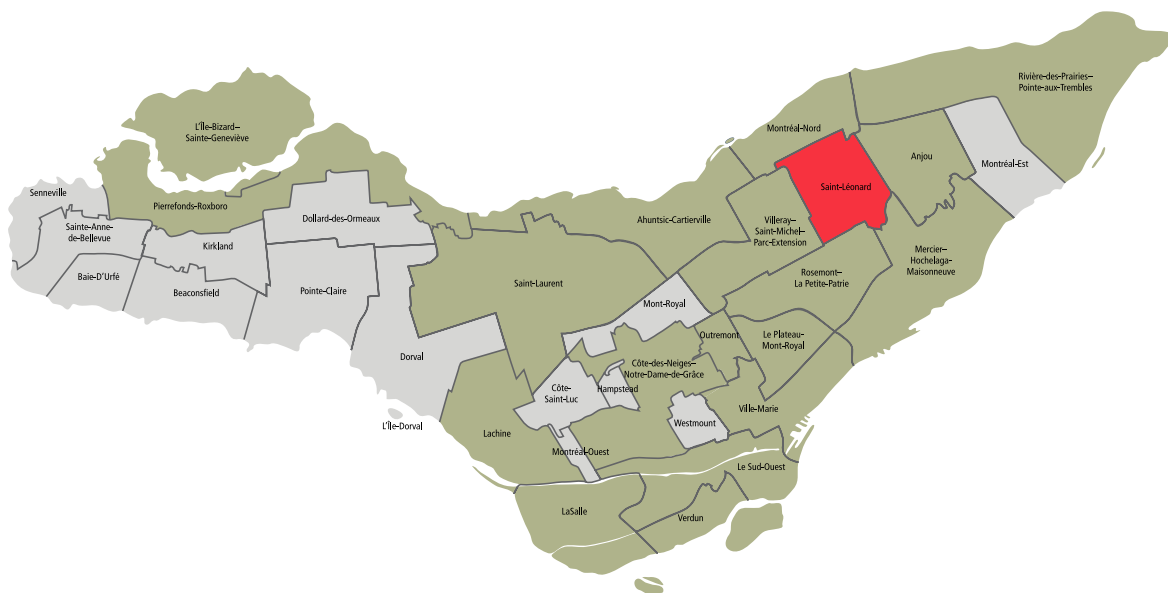 Rivière-des-Prairies–
Pointe-aux-Trembles
L'Île-Bizard–
Sainte-Geneviève
Montréal-Nord
Anjou
Montréal-Est
Senneville
Saint-Léonard
Pierrefonds-Roxboro
Dollard-des-Ormeaux
Ahuntsic-Cartierville
Villeray–
Saint-Michel–
Parc-Extension
Sainte-Anne-
de-Bellevue
Kirkland
Mercier–
Hochelaga-
Maisonneuve
Baie-D'Urfé
Beaconsfield
Pointe-Claire
Saint-Laurent
Rosemont–
La Petite-Patrie
Mont-Royal
Dorval
Outremont
Le Plateau-
Mont-Royal
Côte-des-Neiges–
Notre-Dame-de-Grâce
Côte-
Saint-Luc
Hampstead
Ville-Marie
L'Île-Dorval
Lachine
Westmount
Montréal-Ouest
Le Sud-Ouest
LaSalle
Verdun